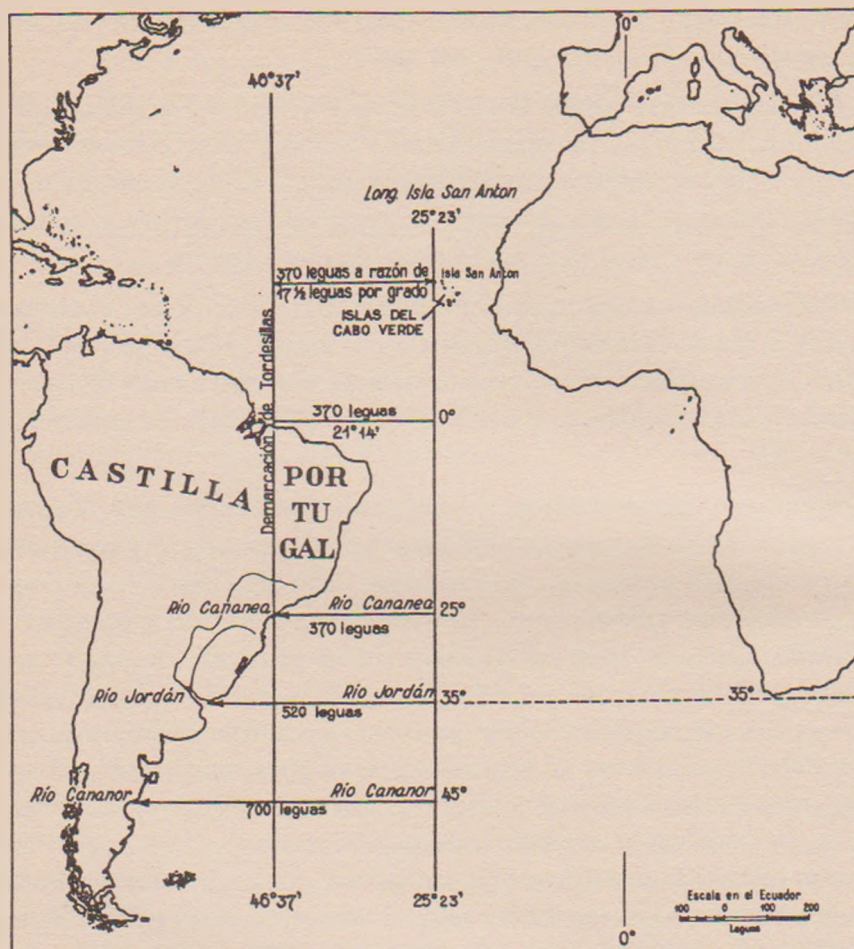 0°
46°37'
Long. Isla San Anton
25°23'
370 leguas a razón de
17½ leguas por grado
Isla San Anton
ISLAS DEL
CABO VERDE
Demarcación de Tordesillas
370 leguas
0°
21°14'
CASTILLA
POR
TU
GAL
Río Cananea
Río Cananea
25°
370 leguas
Río Jordán
Río Jordán
35°
35°
520 leguas
Río Cananor
Río Cananor
45°
700 leguas
46°37'
25°23'
0°
Escala en el Ecuador
100 0 100 200
Leguas